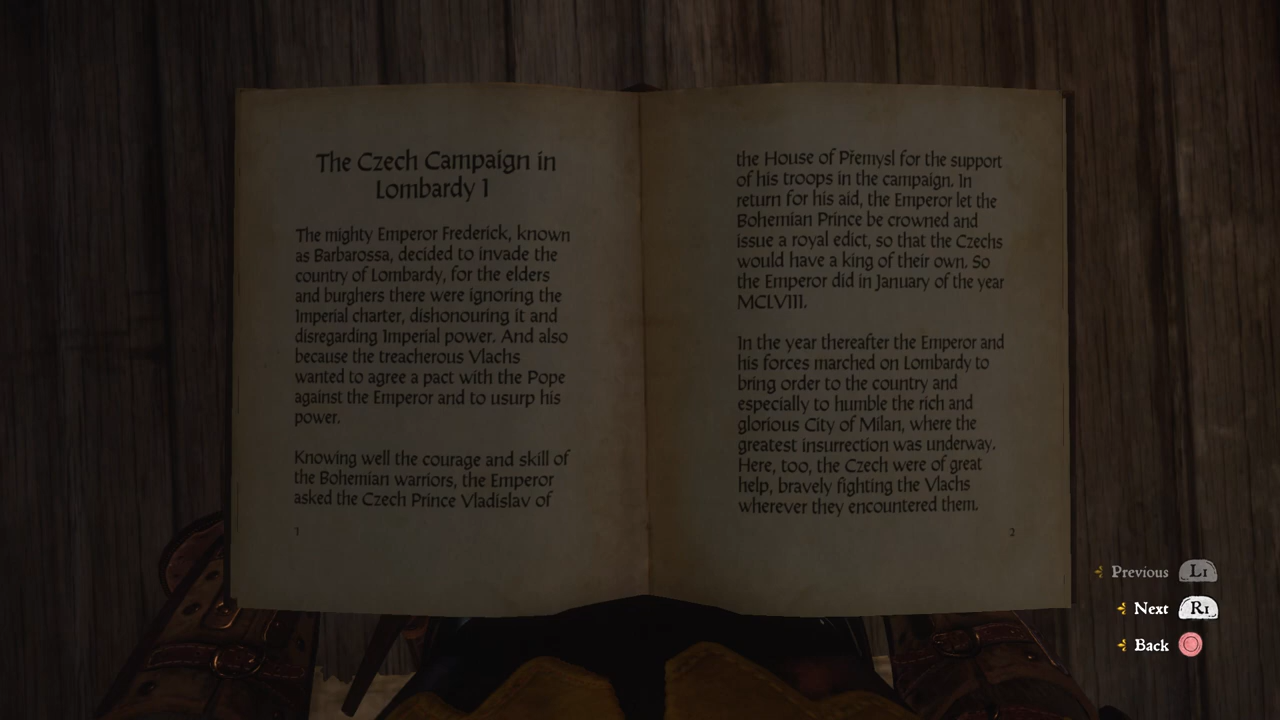 The Czech Campaign in
Lombardy 1
The mighty Emperor Frederick, known
as Barbarossa, decided to invade the
country of Lombardy, for the elders
and burghers there were ignoring the
Imperial charter, dishonouring it and
disregarding Imperial power. And also
because the treacherous Vlachs
wanted to agree a pact with the Pope
against the Emperor and to usurp his
power.
Knowing well the courage and skill of
the Bohemian warriors, the Emperor
asked the Czech Prince Vladislav of
1
the House of Přemysl for the support
of his troops in the campaign. In
return for his aid, the Emperor let the
Bohemian Prince be crowned and
issue a royal edict, so that the Czechs
would have a king of their own. So
the Emperor did in January of the year
MCLVIII.
In the year thereafter the Emperor and
his forces marched on Lombardy to
bring order to the country and
especially to humble the rich and
glorious City of Milan, where the
greatest insurrection was underway.
Here, too, the Czech were of great
help, bravely fighting the Vlachs
wherever they encountered them.
2
Previous L1
Next R1
Back